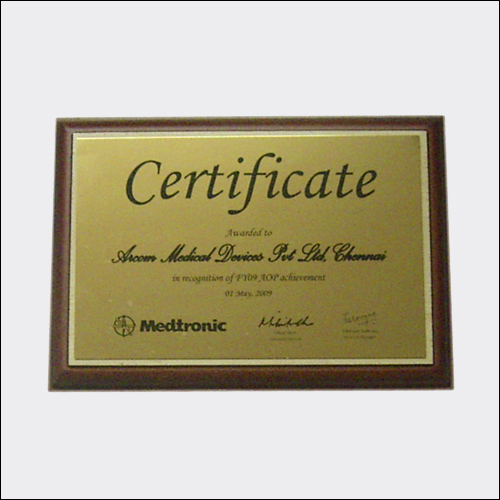 Certificate
Awarded to
Arcom Medical Devices Pvt Ltd, Chennai
in recognition of FY09 AOP achievement
01 May, 2009
Medtronic